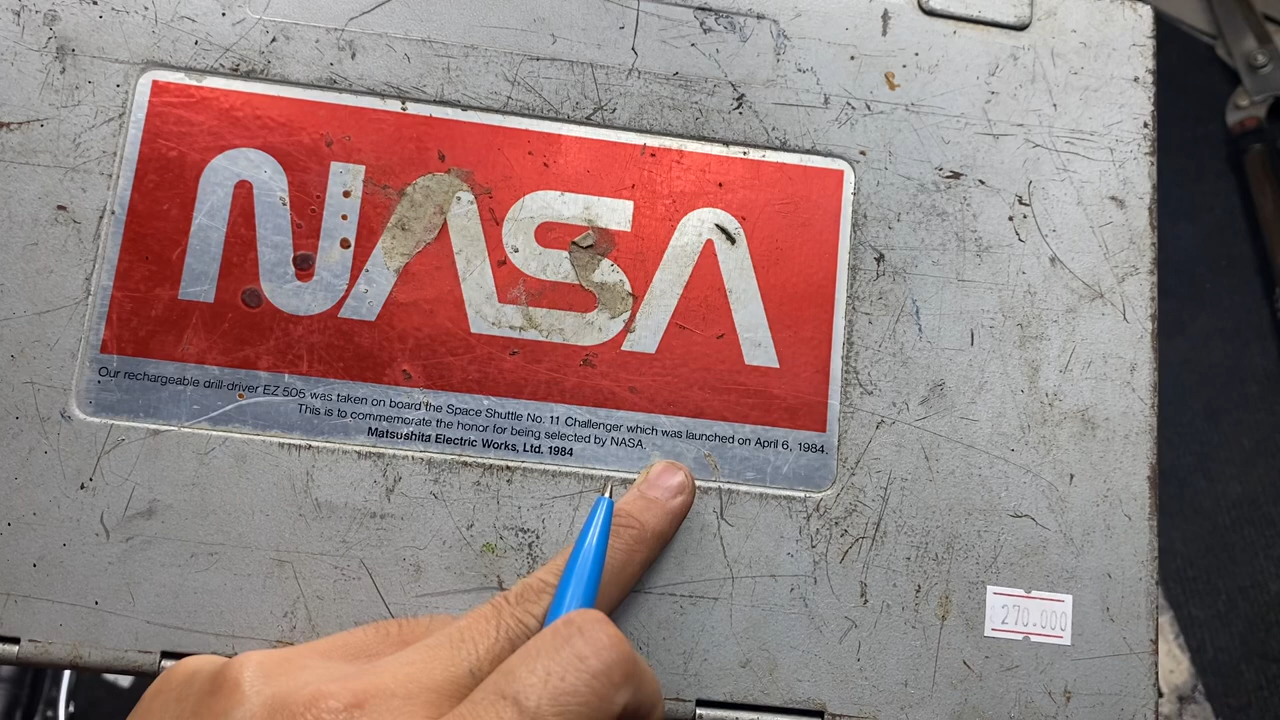 NASA
Our rechargeable drill-driver EZ 505 was taken on board the Space Shuttle No. 11 Challenger which was launched on April 6, 1984.
This is to commemorate the honor for being selected by NASA.
Matsushita Electric Works, Ltd. 1984
270.000